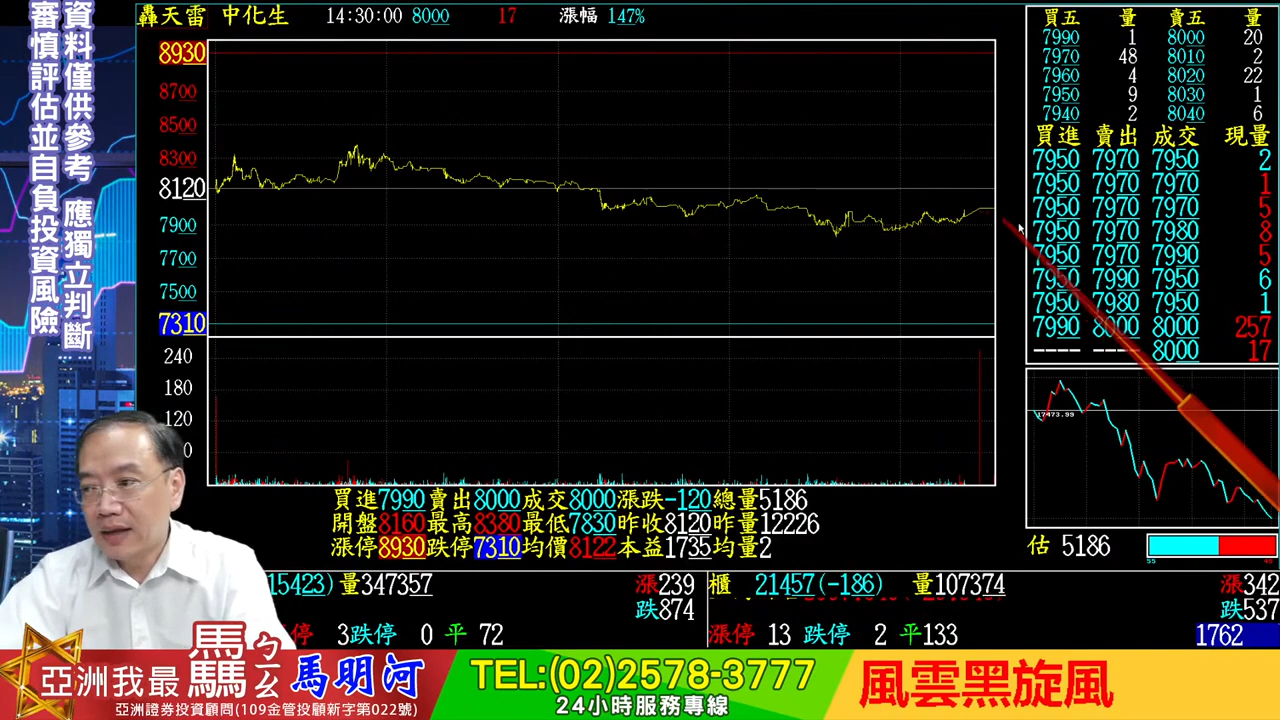 資料僅供參考 應獨立判斷
審慎評估並自負投資風險
轟天雷 中化生 14:30:00 8000 17 漲幅 147%
8930
8700
8500
8300
8120
7900
7700
7500
7310
240
180
120
0
買五 量 賣五 量
7990 1 8000 20
7970 48 8010 2
7960 4 8020 22
7950 9 8030 1
7940 2 8040 6
買進 賣出 成交 現量
7950 7970 7950 2
7950 7970 7970 1
7950 7970 7970 5
7950 7970 7980 8
7950 7970 7990 5
7950 7990 7950 6
7950 7980 7950 1
7990 8000 8000 257
---- ---- 8000 17
17473.99
買進7990賣出8000成交8000漲跌-120總量5186
開盤8160最高8380最低7830昨收8120昨量12226
漲停8930跌停7310均價8122本益1735均量2
估 5186
55 45
15423) 量347357 漲239
跌874
停 3跌停 0 平 72
櫃 21457(-186) 量107374 漲342
跌537
漲停 13 跌停 2 平133 1762
亞洲我最馬驫ㄅㄧㄠ 馬明河
亞洲證券投資顧問(109金管投顧新字第022號)
TEL:(02)2578-3777
24小時服務專線
風雲黑旋風